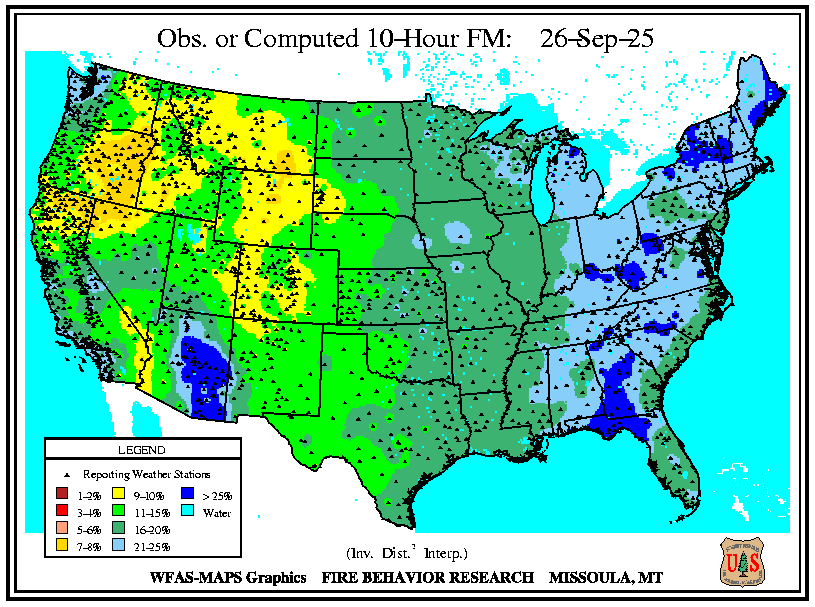 Obs. or Computed 10-Hour FM: 26-Sep-25
LEGEND
Reporting Weather Stations
1-2% 9-10% > 25%
3-4% 11-15% Water
5-6% 16-20%
7-8% 21-25%
(Inv. Dist.² Interp.)
WFAS-MAPS Graphics FIRE BEHAVIOR RESEARCH MISSOULA, MT
U S